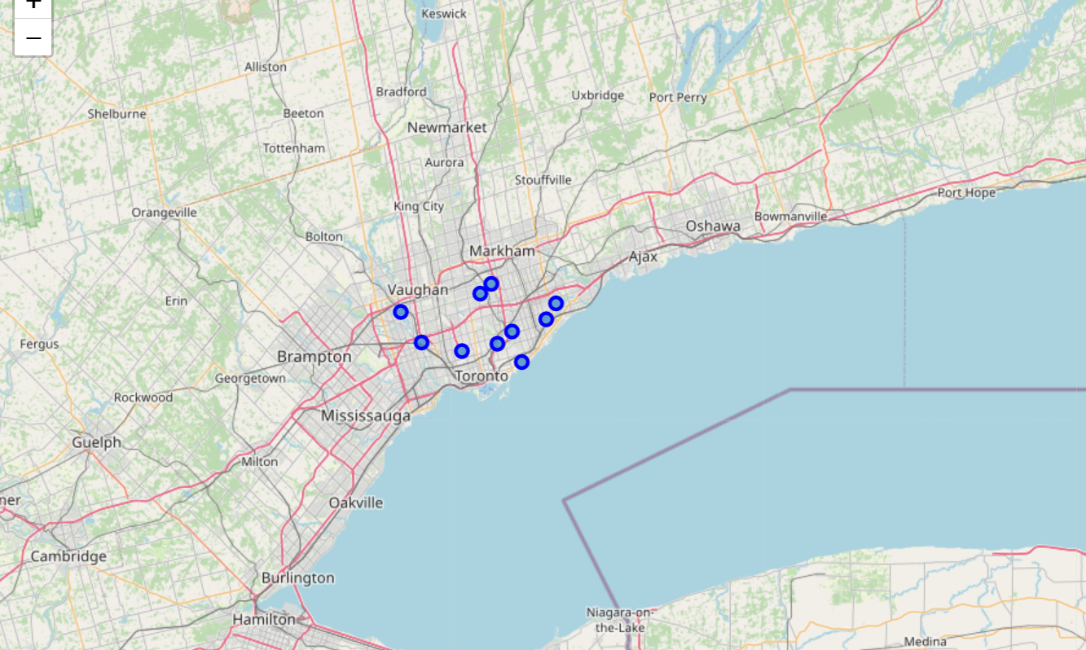 +
−
Keswick
Alliston
Bradford
Uxbridge
Port Perry
Shelburne
Beeton
Newmarket
Tottenham
Aurora
Stouffville
Port Hope
King City
Orangeville
Bowmanville
Oshawa
Bolton
Markham
Ajax
Vaughan
Erin
Fergus
Brampton
Georgetown
Toronto
Rockwood
Mississauga
Guelph
Milton
ner
Oakville
Cambridge
Burlington
Hamilton
Niagara-on-
the-Lake
Medina